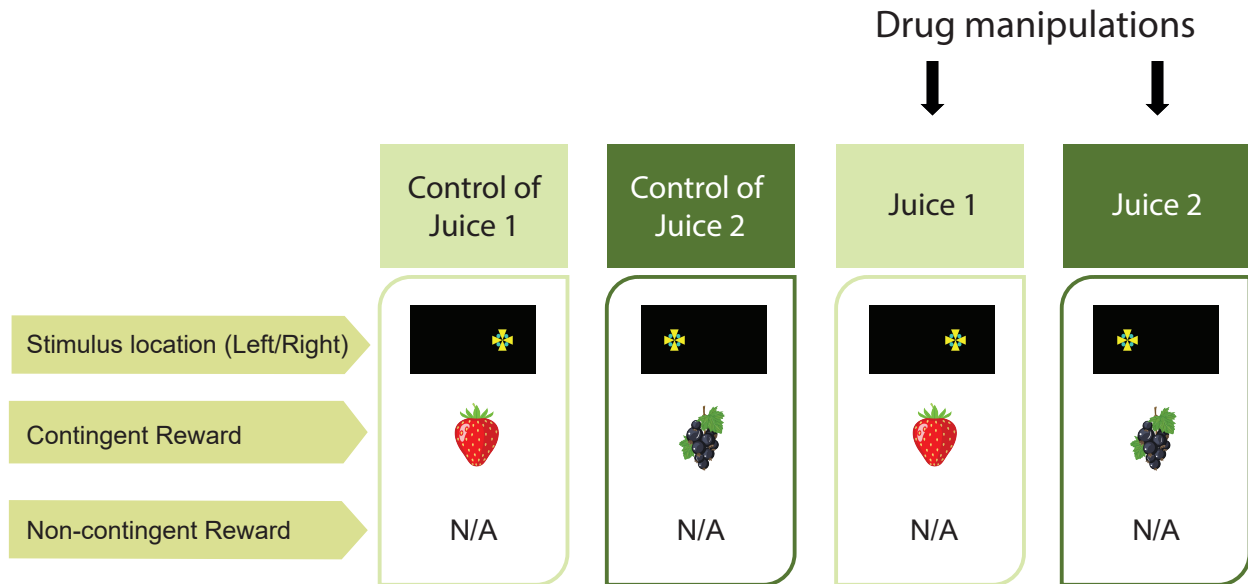 Drug manipulations
Control of
Juice 1
Control of
Juice 2
Juice 1
Juice 2
Stimulus location (Left/Right)
Contingent Reward
Non-contingent Reward
N/A
N/A
N/A
N/A